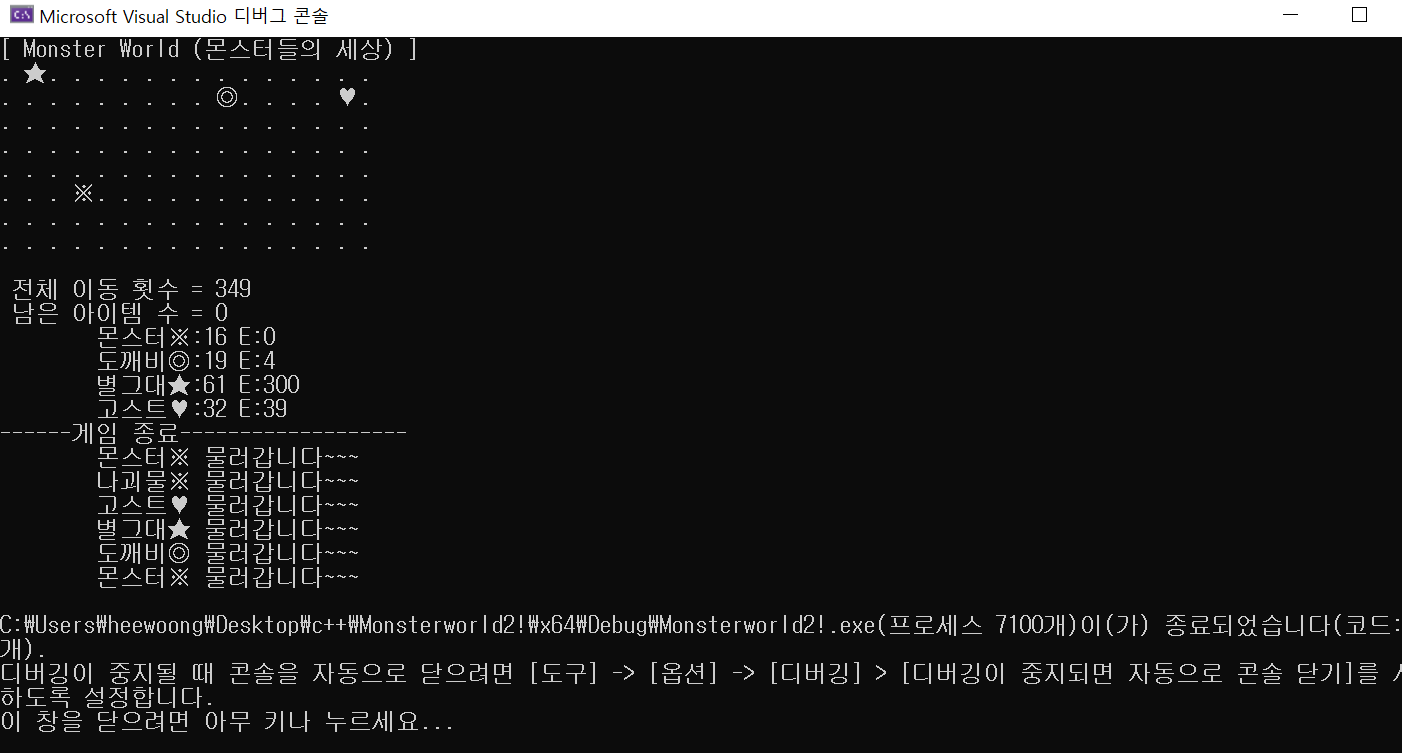 Microsoft Visual Studio 디버그 콘솔
[ Monster World (몬스터들의 세상) ]
. ★. . . . . . . . . . . . . .
. . . . . . . . . ◎. . . . ♥.
. . . . . . . . . . . . . . . .
. . . . . . . . . . . . . . . .
. . . . . . . . . . . . . . . .
. . . ※. . . . . . . . . . . .
. . . . . . . . . . . . . . . .
. . . . . . . . . . . . . . . .
전체 이동 횟수 = 349
남은 아이템 수 = 0
몬스터※:16 E:0
도깨비◎:19 E:4
별그대★:61 E:300
고스트♥:32 E:39
------게임 종료-------------------
몬스터※ 물러갑니다~~~
나괴물※ 물러갑니다~~~
고스트♥ 물러갑니다~~~
별그대★ 물러갑니다~~~
도깨비◎ 물러갑니다~~~
몬스터※ 물러갑니다~~~
C:₩Users₩heewoong₩Desktop₩c++₩Monsterworld2!₩x64₩Debug₩Monsterworld2!.exe(프로세스 7100개)이(가) 종료되었습니다(코드:
개).
디버깅이 중지될 때 콘솔을 자동으로 닫으려면 [도구] -> [옵션] -> [디버깅] > [디버깅이 중지되면 자동으로 콘솔 닫기]를
하도록 설정합니다.
이 창을 닫으려면 아무 키나 누르세요...